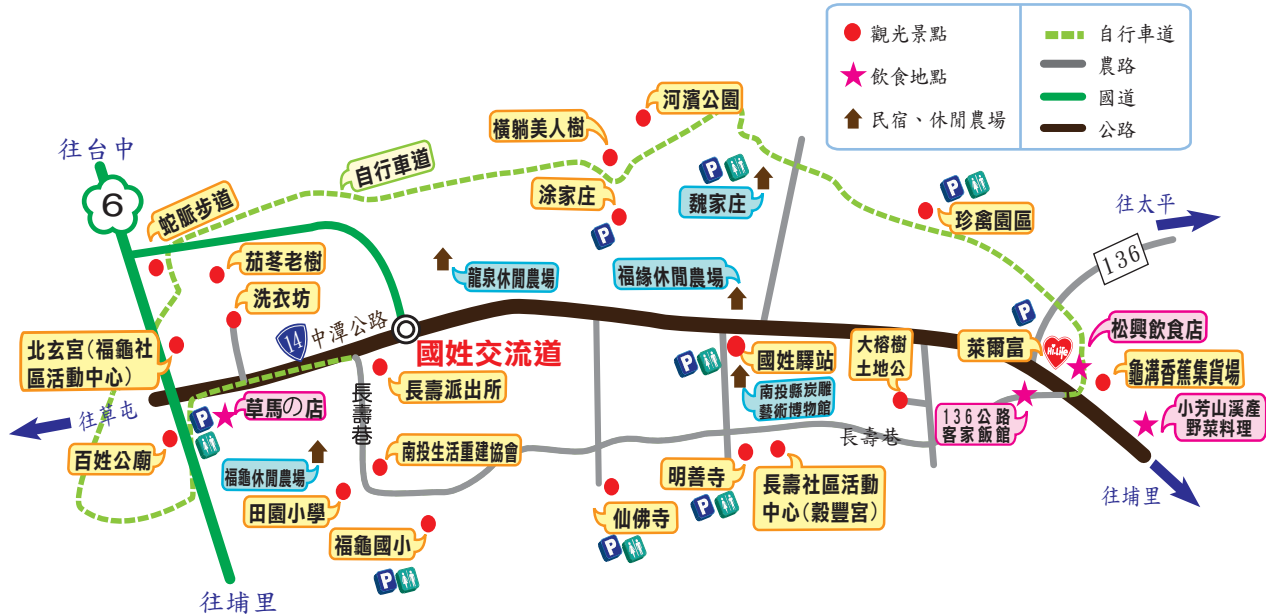 觀光景點
飲食地點
民宿、休閒農場
自行車道
農路
國道
公路
往台中
6
蛇脈步道
自行車道
橫躺美人樹
河濱公園
涂家庄
P
P
魏家庄
P
珍禽園區
往太平
136
茄苳老樹
洗衣坊
龍泉休閒農場
福緣休閒農場
14
中潭公路
國姓交流道
北玄宮(福龜社
區活動中心)
往草屯
P
草馬の店
長壽派出所
長壽巷
P
國姓驛站
南投縣炭雕
藝術博物館
大榕樹
土地公
P
萊爾富
Hi-Life
松興飲食店
龜溝香蕉集貨場
136公路
客家飯館
小芳山溪產
野菜料理
長壽巷
百姓公廟
福龜休閒農場
南投生活重建協會
田園小學
福龜國小
P
仙佛寺
P
明善寺
P
長壽社區活動
中心(穀豐宮)
往埔里
往埔里